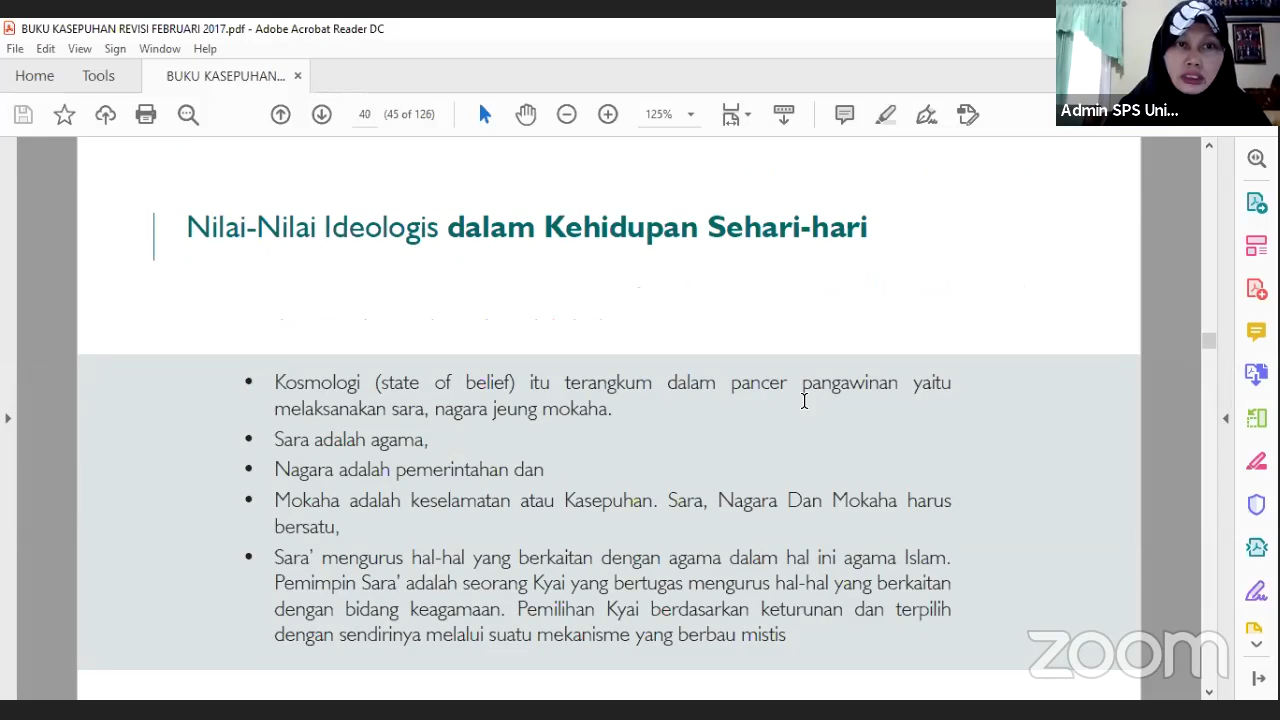 BUKU KASEPUHAN REVISI FEBRUARI 2017.pdf - Adobe Acrobat Reader DC
File Edit View Sign Window Help
Home Tools BUKU KASEPUHAN... ×
40 (45 of 126) 125%
Admin SPS Uni...
Nilai-Nilai Ideologis dalam Kehidupan Sehari-hari
• Kosmologi (state of belief) itu terangkum dalam pancer pangawinan yaitu
melaksanakan sara, nagara jeung mokaha.
• Sara adalah agama,
• Nagara adalah pemerintahan dan
• Mokaha adalah keselamatan atau Kasepuhan. Sara, Nagara Dan Mokaha harus
bersatu,
• Sara’ mengurus hal-hal yang berkaitan dengan agama dalam hal ini agama Islam.
Pemimpin Sara’ adalah seorang Kyai yang bertugas mengurus hal-hal yang berkaitan
dengan bidang keagamaan. Pemilihan Kyai berdasarkan keturunan dan terpilih
dengan sendirinya melalui suatu mekanisme yang berbau mistis
zoom